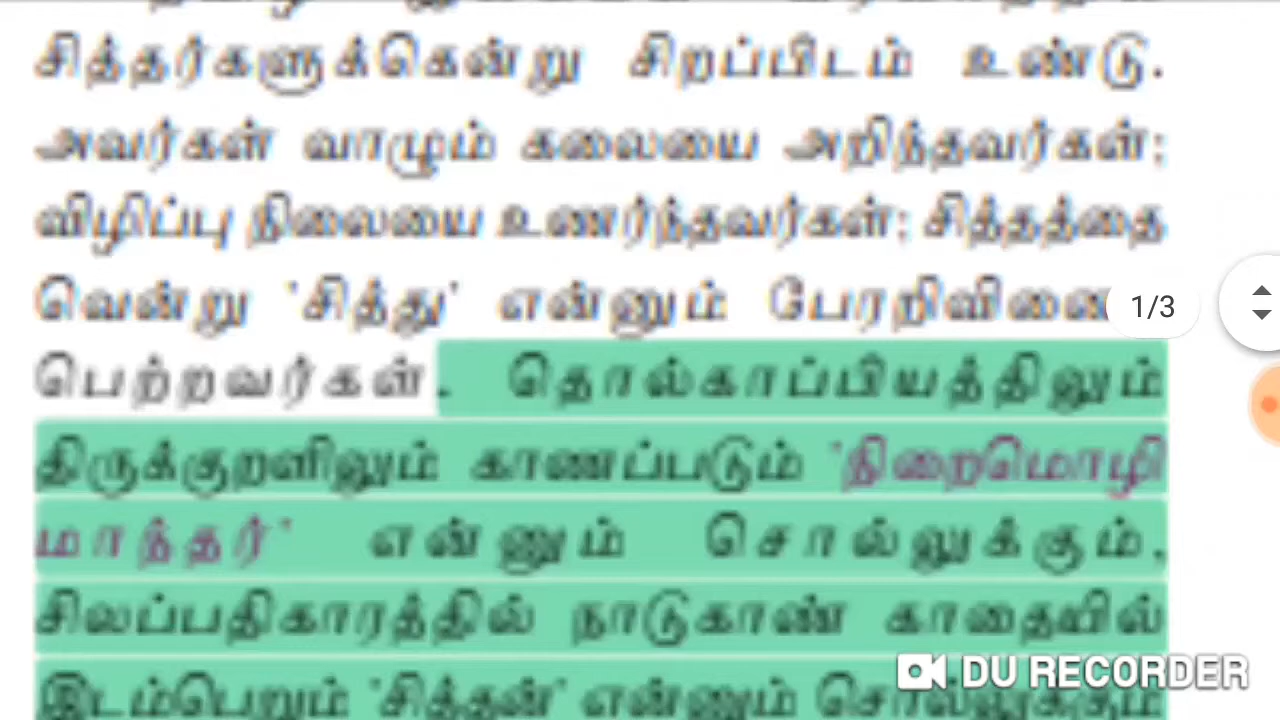 சித்தர்களுக்கென்று சிறப்பிடம் உண்டு.
அவர்கள் வாழும் கலையை அறிந்தவர்கள்;
விழிப்பு நிலையை உணர்ந்தவர்கள்; சித்தத்தை
வென்று 'சித்து' என்னும்
1/3
பெற்றவர்கள். தொல்காப்பியத்திலும்
திருக்குறளிலும் காணப்படும் 'நிறைமொழி
மாந்தர்' என்னும் சொல்லுக்கும்,
சிலப்பதிகாரத்தில் நாடுகாண் காதையில்
இடம்பெறும் 'சித்தன்' என்னும் சொல்லுக்கும்
DU RECORDER